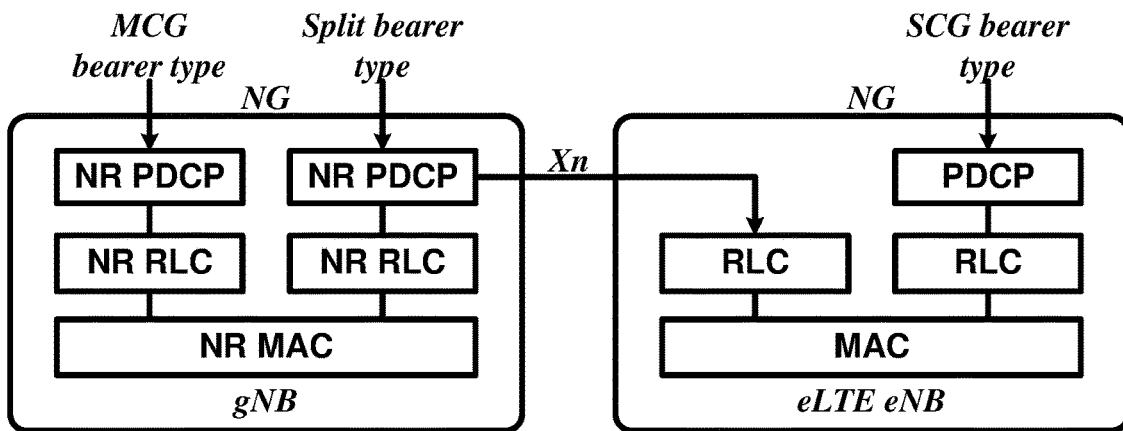 MCG
bearer type
Split bearer
type
SCG bearer
type
NG
NG
NR PDCP
NR PDCP
Xn
PDCP
NR RLC
NR RLC
RLC
RLC
NR MAC
MAC
gNB
eLTE eNB